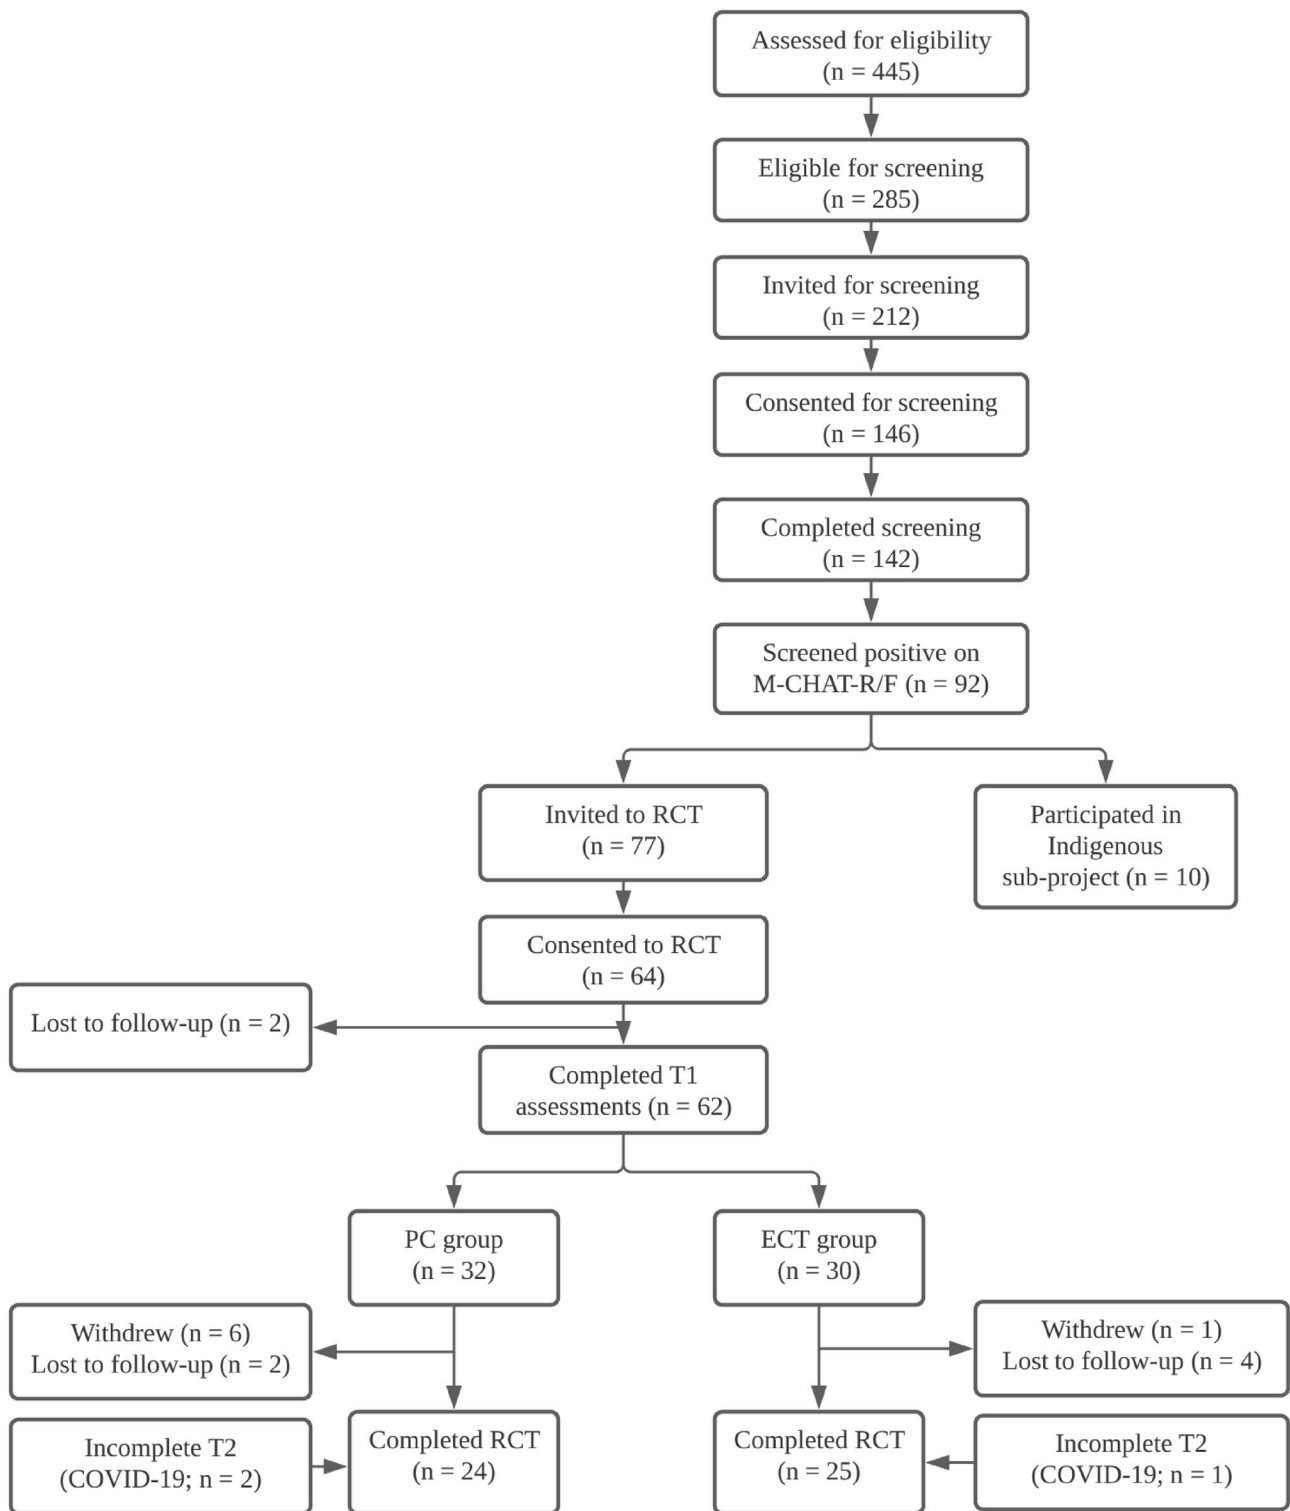 Assessed for eligibility
(n = 445)
Eligible for screening
(n = 285)
Invited for screening
(n = 212)
Consented for screening
(n = 146)
Completed screening
(n = 142)
Screened positive on
M-CHAT-R/F (n = 92)
Invited to RCT
(n = 77)
Participated in
Indigenous
sub-project (n = 10)
Consented to RCT
(n = 64)
Lost to follow-up (n = 2)
Completed T1
assessments (n = 62)
PC group
(n = 32)
ECT group
(n = 30)
Withdrew (n = 6)
Lost to follow-up (n = 2)
Withdrew (n = 1)
Lost to follow-up (n = 4)
Incomplete T2
(COVID-19; n = 2)
Completed RCT
(n = 24)
Completed RCT
(n = 25)
Incomplete T2
(COVID-19; n = 1)